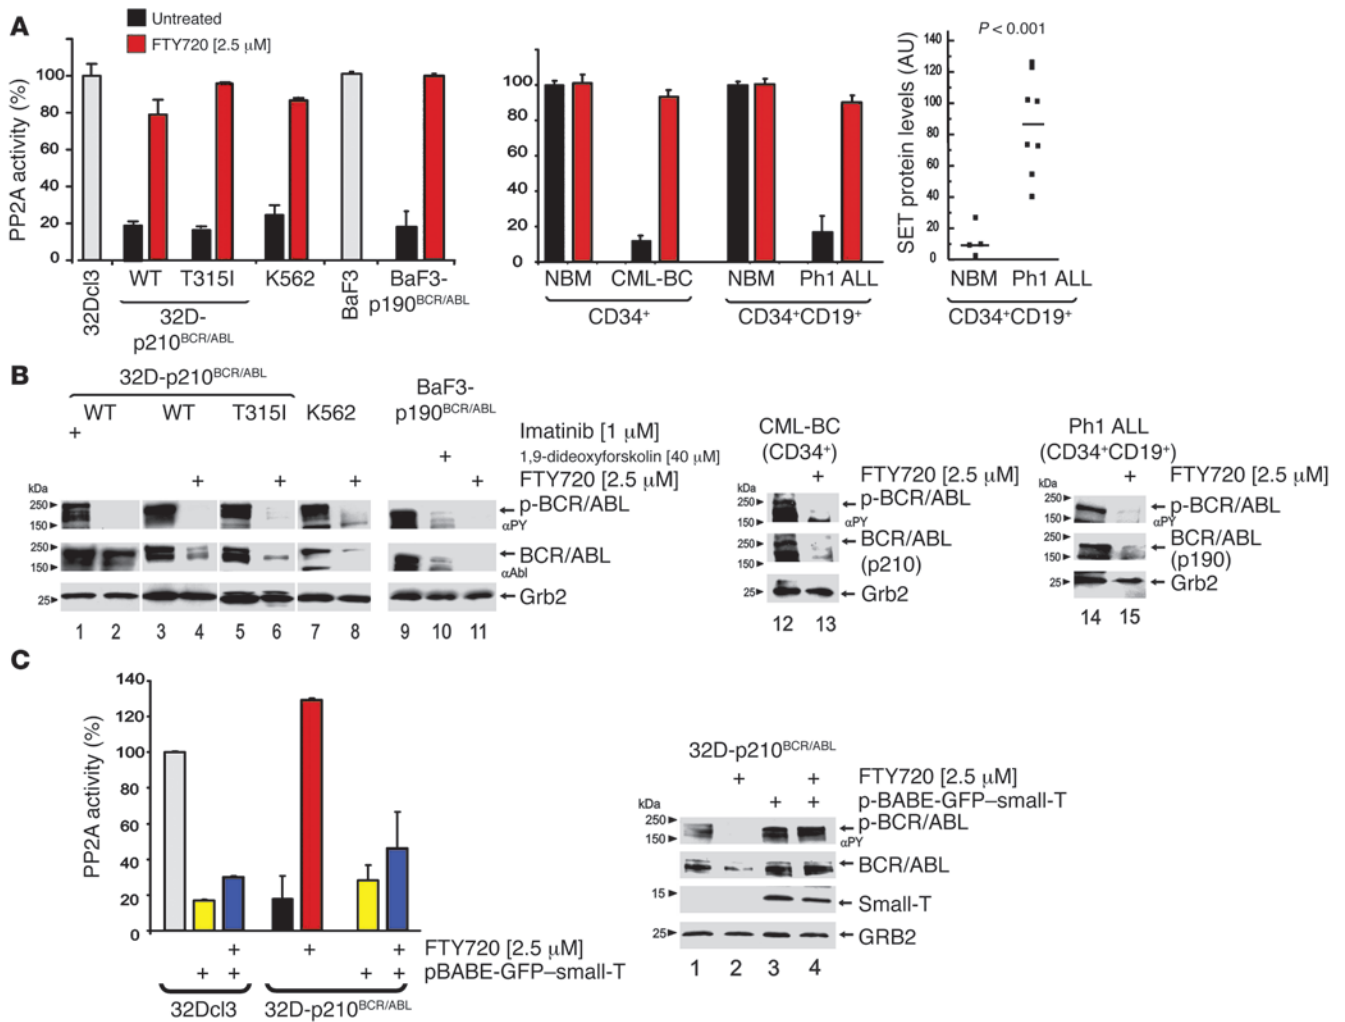 A
Untreated
FTY720 [2.5 µM]
PP2A activity (%)
100
80
60
40
20
0
32Dcl3
WT
T315I
K562
BaF3
BaF3-
p190BCR/ABL
32D-
p210BCR/ABL
100
80
60
40
20
0
NBM
CML-BC
NBM
Ph1 ALL
CD34+
CD34+CD19+
P < 0.001
SET protein levels (AU)
140
120
100
80
60
40
20
0
NBM
Ph1 ALL
CD34+CD19+
B
32D-p210BCR/ABL
WT
WT
T315I
K562
BaF3-
p190BCR/ABL
+
Imatinib [1 µM]
+
1,9-dideoxyforskolin [40 µM]
+ + + +
FTY720 [2.5 µM]
kDa
250
150
p-BCR/ABL
αPY
250
150
BCR/ABL
αAbl
25
Grb2
1 2 3 4 5 6 7 8 9 10 11
CML-BC
(CD34+)
+
FTY720 [2.5 µM]
kDa
250
150
p-BCR/ABL
αPY
250
150
BCR/ABL
(p210)
25
Grb2
12 13
Ph1 ALL
(CD34+CD19+)
+
FTY720 [2.5 µM]
kDa
250
150
p-BCR/ABL
αPY
250
150
BCR/ABL
(p190)
25
Grb2
14 15
C
PP2A activity (%)
140
120
100
80
60
40
20
0
+ + +
FTY720 [2.5 µM]
+ + + +
pBABE-GFP–small-T
32Dcl3
32D-p210BCR/ABL
32D-p210BCR/ABL
+ +
FTY720 [2.5 µM]
+ +
p-BABE-GFP–small-T
kDa
250
150
p-BCR/ABL
αPY
BCR/ABL
15
Small-T
25
GRB2
1 2 3 4